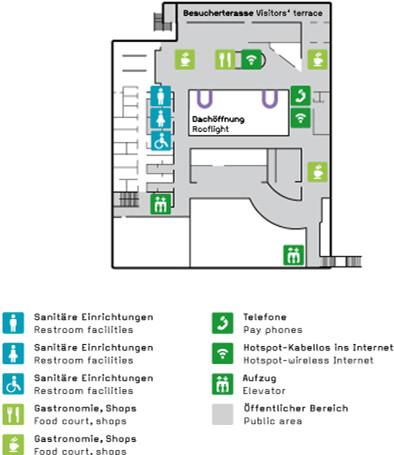 Besucherterasse Visitors' terrace
Dachöffnung
Rooflight
Sanitäre Einrichtungen
Restroom facilities
Sanitäre Einrichtungen
Restroom facilities
Sanitäre Einrichtungen
Restroom facilities
Gastronomie, Shops
Food court, shops
Gastronomie, Shops
Food court, shops
Telefone
Pay phones
Hotspot-Kabellos ins Internet
Hotspot-wireless Internet
Aufzug
Elevator
Öffentlicher Bereich
Public area